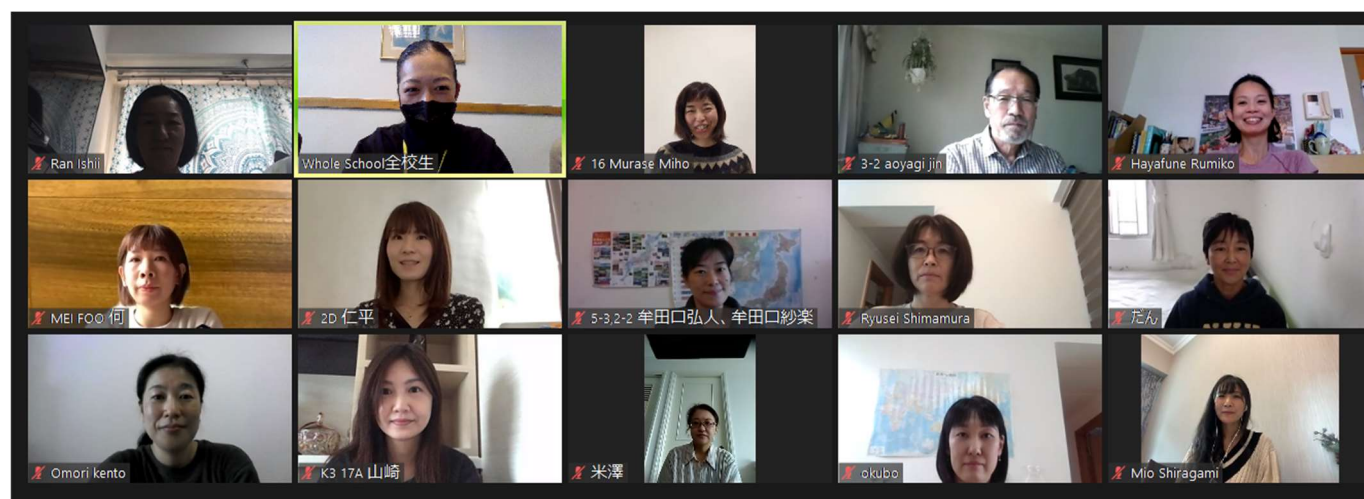 Ran Ishii
Whole School全校生
16 Murase Miho
3-2 aoyagi jin
Hayafune Rumiko
MEI FOO 何
2D 仁平
5-3,2-2 牟田口弘人、牟田口紗楽
Ryusei Shimamura
だん
Omori kento
K3 17A 山崎
米澤
okubo
Mio Shiragami